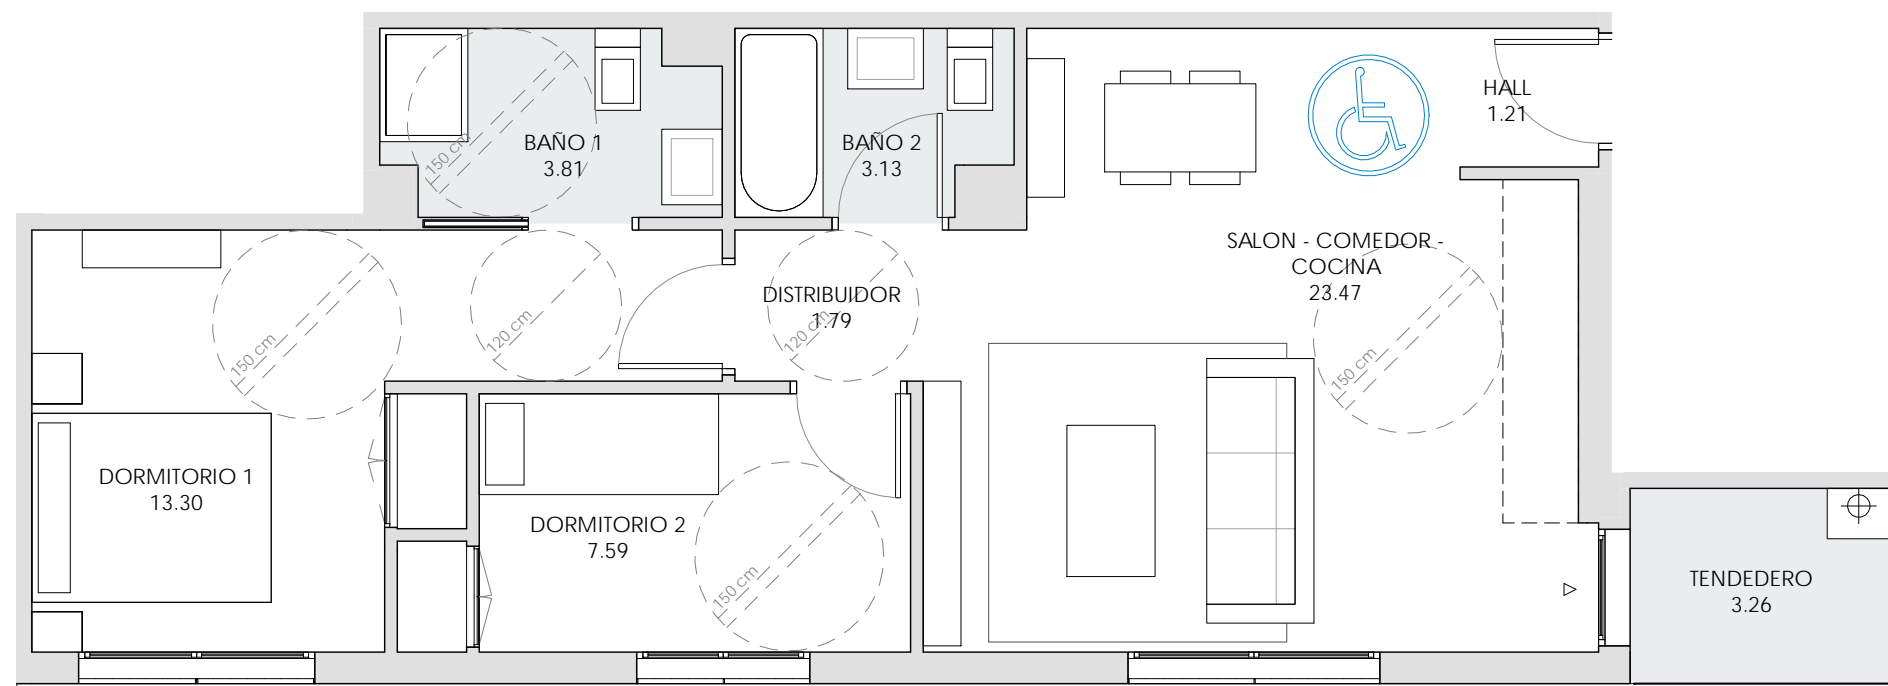 HALL
1.21
BAÑO 1
3.81
150 cm
BAÑO 2
3.13
SALON - COMEDOR -
COCINA
23.47
DISTRIBUIDOR
1.79
120 cm
120 cm
150 cm
150 cm
DORMITORIO 1
13.30
DORMITORIO 2
7.59
150 cm
TENDEDERO
3.26